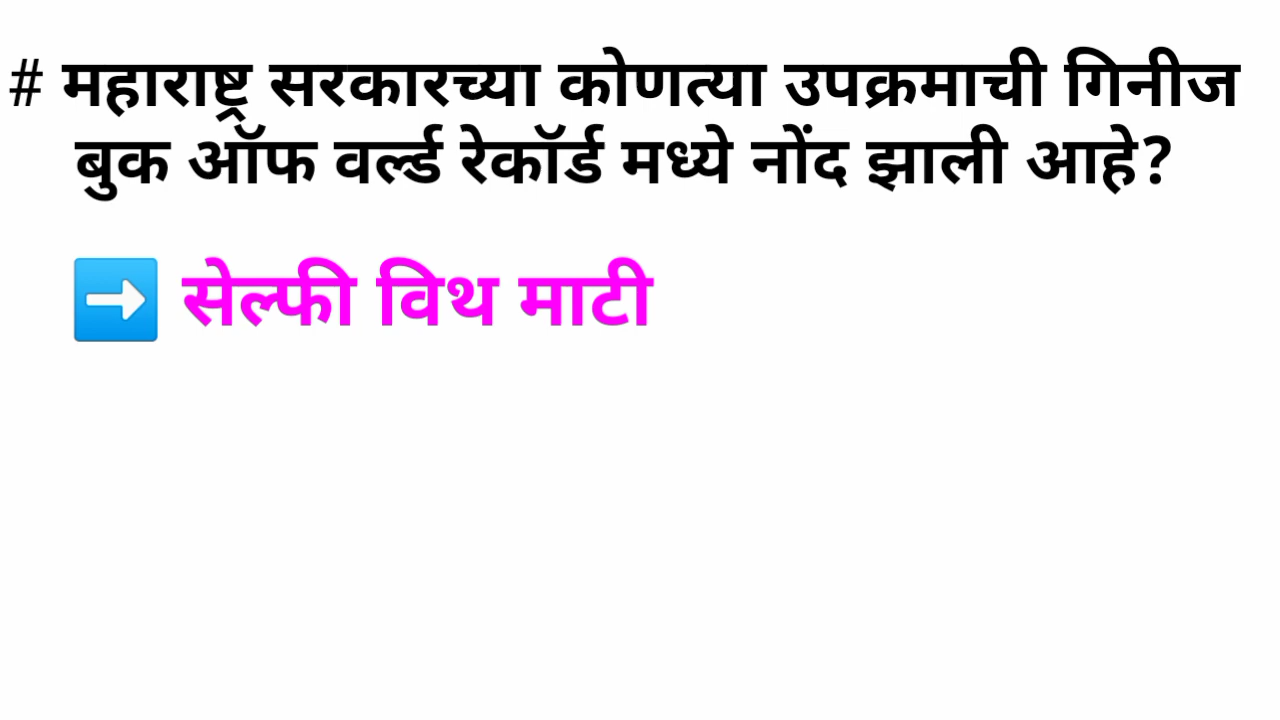 # महाराष्ट्र सरकारच्या कोणत्या उपक्रमाची गिनीज
बुक ऑफ वर्ल्ड रेकॉर्ड मध्ये नोंद झाली आहे?
➡️ सेल्फी विथ माटी